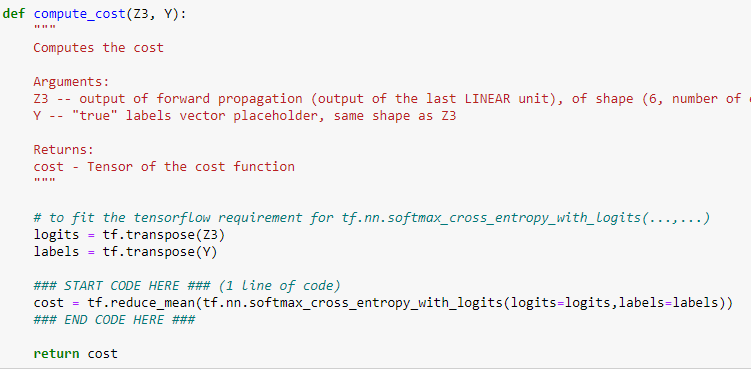 def compute_cost(Z3, Y):
"""
Computes the cost
Arguments:
Z3 -- output of forward propagation (output of the last LINEAR unit), of shape (6, number of
Y -- "true" labels vector placeholder, same shape as Z3
Returns:
cost - Tensor of the cost function
"""
# to fit the tensorflow requirement for tf.nn.softmax_cross_entropy_with_logits(...,...)
logits = tf.transpose(Z3)
labels = tf.transpose(Y)
### START CODE HERE ### (1 line of code)
cost = tf.reduce_mean(tf.nn.softmax_cross_entropy_with_logits(logits=logits,labels=labels))
### END CODE HERE ###
return cost